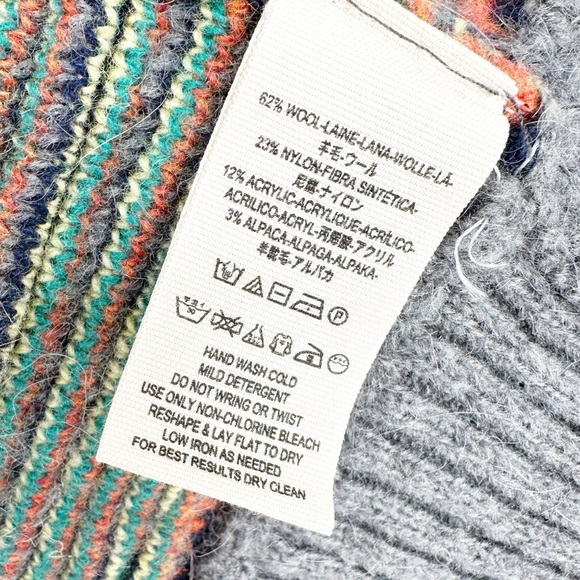 62% WOOL-LAINE-LANA-WOLLE-LÃ-
羊毛-ウール
23% NYLON-FIBRA SINTÉTICA-
尼龍-ナイロン
12% ACRYLIC-ACRYLIQUE-ACRÍLICO-
ACRILICO-ACRYL-丙烯酸-アクリル
3% ALPACA-ALPAGA-ALPAKA-
羊駝毛-アルパカ
P
HAND WASH COLD
MILD DETERGENT
DO NOT WRING OR TWIST
USE ONLY NON-CHLORINE BLEACH
RESHAPE & LAY FLAT TO DRY
LOW IRON AS NEEDED
FOR BEST RESULTS DRY CLEAN